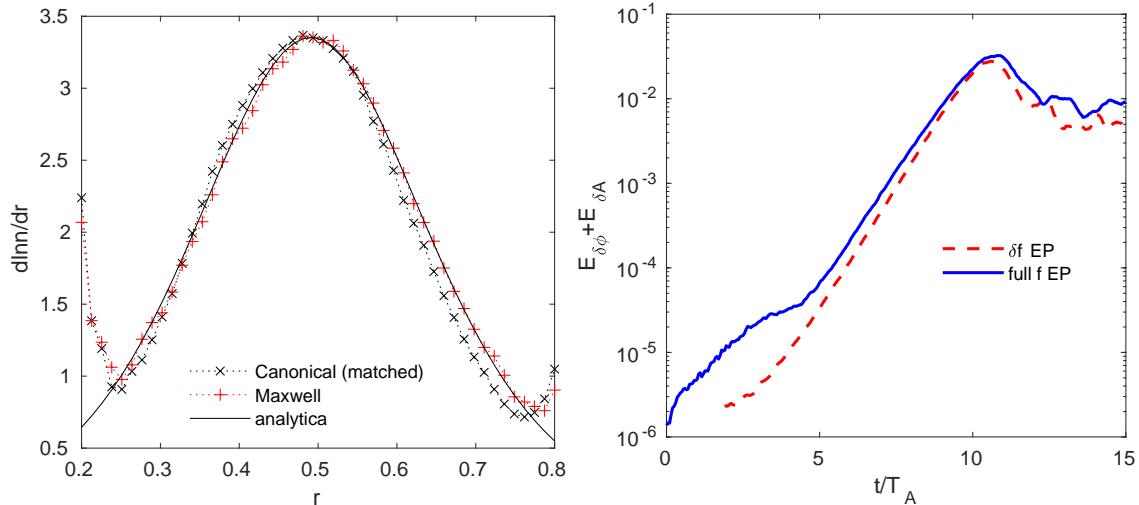 dlnn/dr
3.5
3
2.5
2
1.5
1
0.5
Canonical (matched)
Maxwell
analytica
0.2 0.3 0.4 0.5 0.6 0.7 0.8
r
E δϕ +E δA
10^-1
10^-2
10^-3
10^-4
10^-5
10^-6
δf EP
full f EP
0 5 10 15
t/T_A